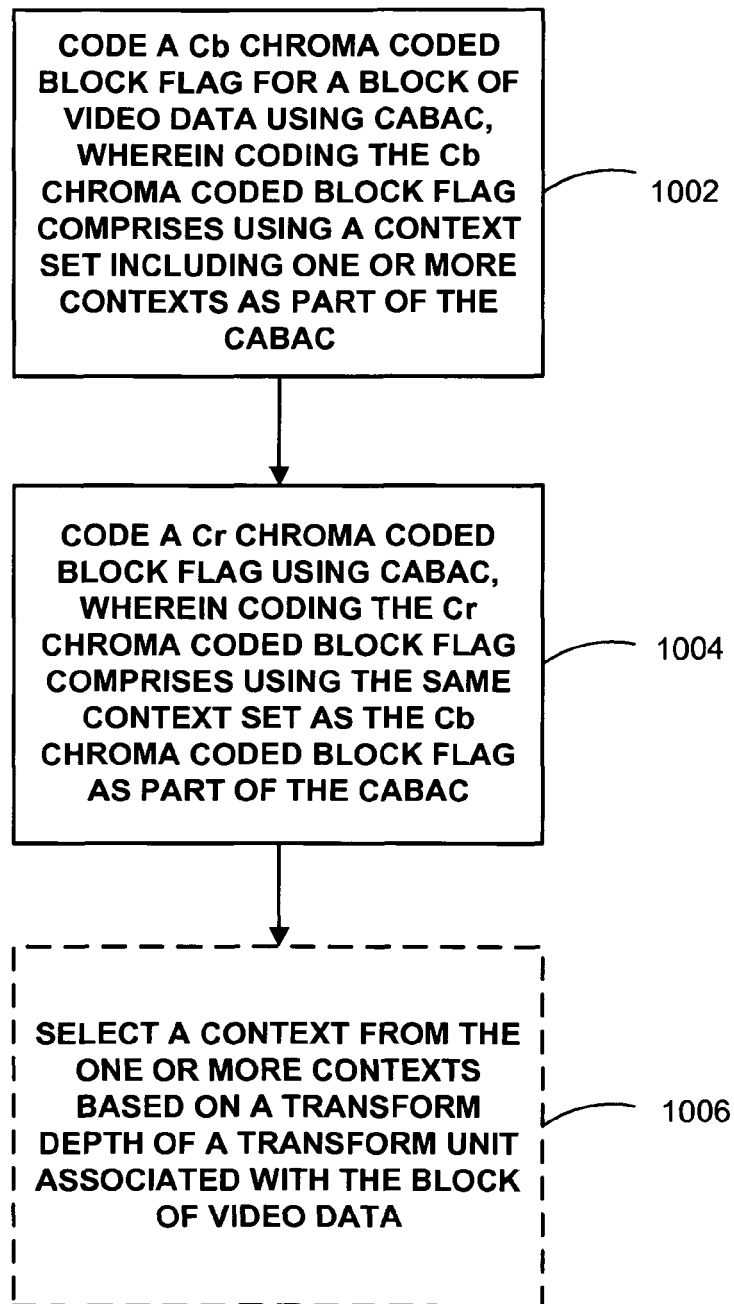 CODE A Cb CHROMA CODED
BLOCK FLAG FOR A BLOCK OF
VIDEO DATA USING CABAC,
WHEREIN CODING THE Cb
CHROMA CODED BLOCK FLAG
COMPRISES USING A CONTEXT
SET INCLUDING ONE OR MORE
CONTEXTS AS PART OF THE
CABAC
1002
CODE A Cr CHROMA CODED
BLOCK FLAG USING CABAC,
WHEREIN CODING THE Cr
CHROMA CODED BLOCK FLAG
COMPRISES USING THE SAME
CONTEXT SET AS THE Cb
CHROMA CODED BLOCK FLAG
AS PART OF THE CABAC
1004
SELECT A CONTEXT FROM THE
ONE OR MORE CONTEXTS
BASED ON A TRANSFORM
DEPTH OF A TRANSFORM UNIT
ASSOCIATED WITH THE BLOCK
OF VIDEO DATA
1006